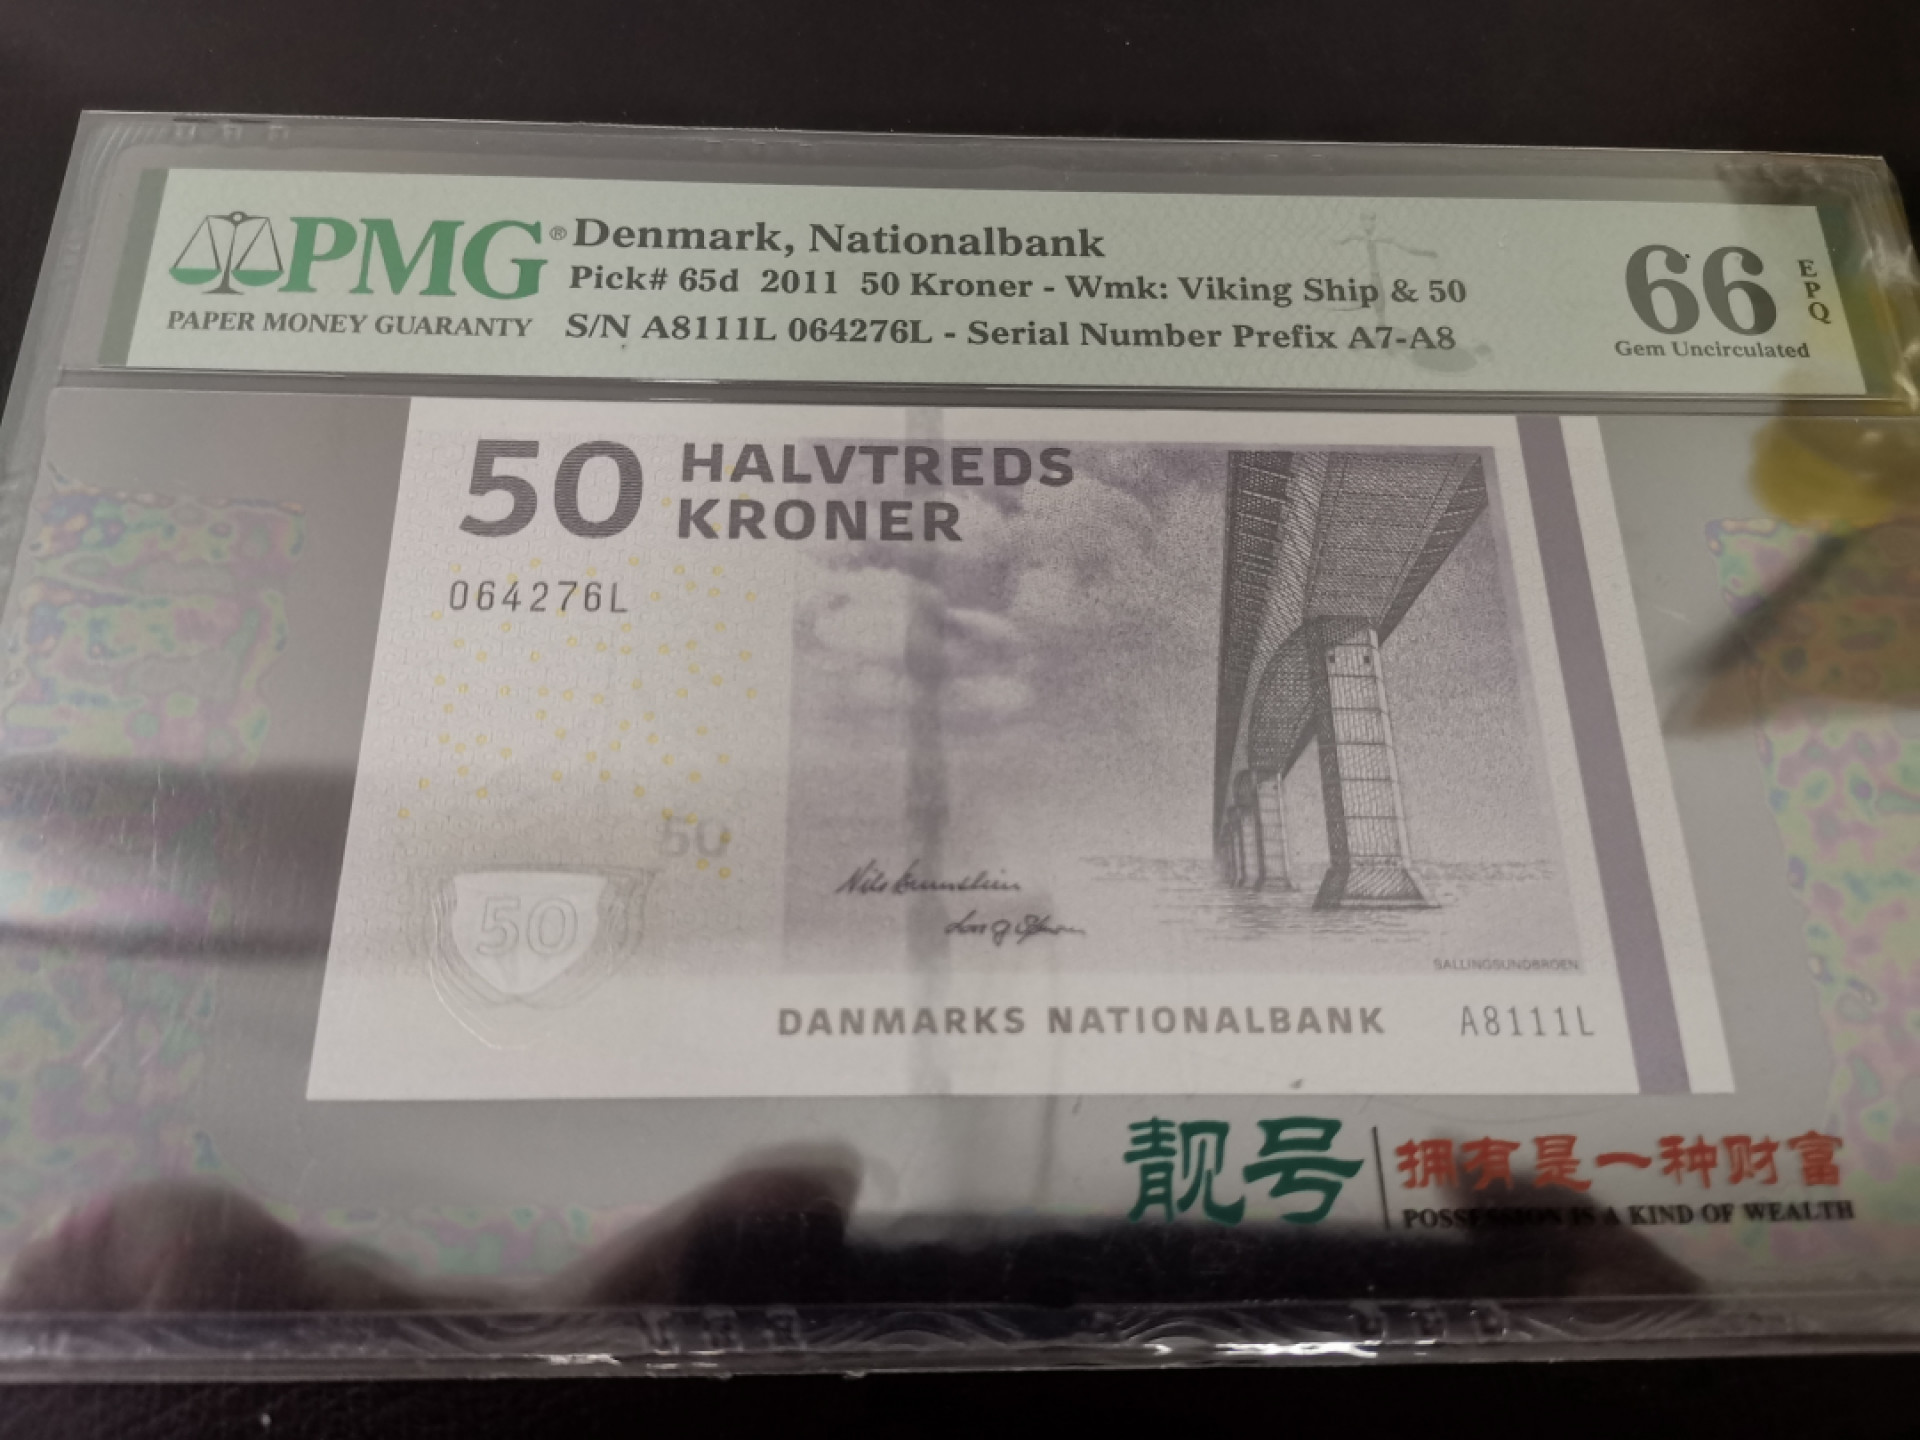 PMG®
PAPER MONEY GUARANTY
Denmark, Nationalbank
Pick# 65d 2011 50 Kroner - Wmk: Viking Ship & 50
S/N A8111L 064276L - Serial Number Prefix A7-A8
66
EPQ
Gem Uncirculated
50 HALVTREDS
KRONER
064276L
50
50
SALLINGSUNDBROEN
DANMARKS NATIONALBANK A8111L
靓号 拥有是一种财富
POSSESSION IS A KIND OF WEALTH